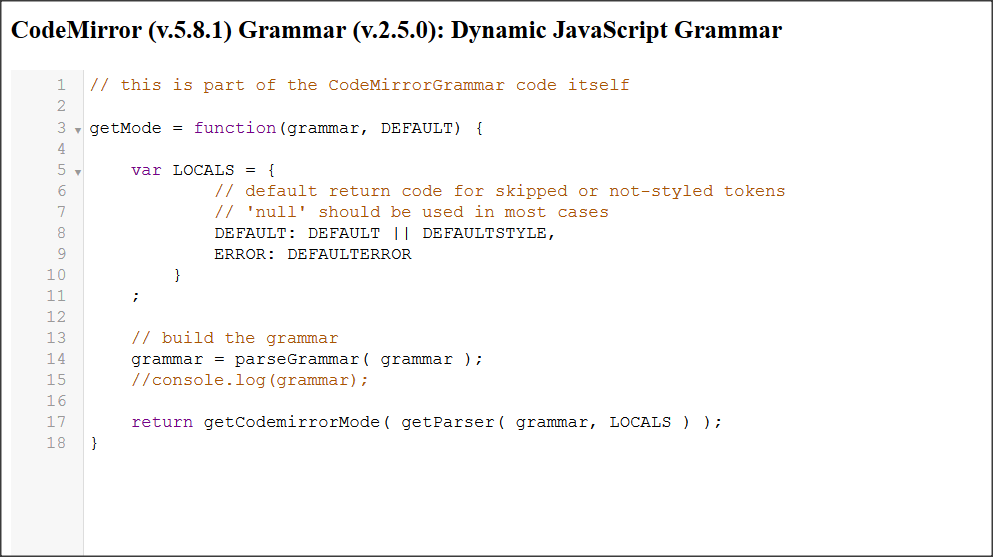 CodeMirror (v.5.8.1) Grammar (v.2.5.0): Dynamic JavaScript Grammar
1 // this is part of the CodeMirrorGrammar code itself
2
3 getMode = function(grammar, DEFAULT) {
4
5     var LOCALS = {
6             // default return code for skipped or not-styled tokens
7             // 'null' should be used in most cases
8             DEFAULT: DEFAULT || DEFAULTSTYLE,
9             ERROR: DEFAULTERROR
10         }
11     ;
12
13     // build the grammar
14     grammar = parseGrammar( grammar );
15     //console.log(grammar);
16
17     return getCodemirrorMode( getParser( grammar, LOCALS ) );
18 }